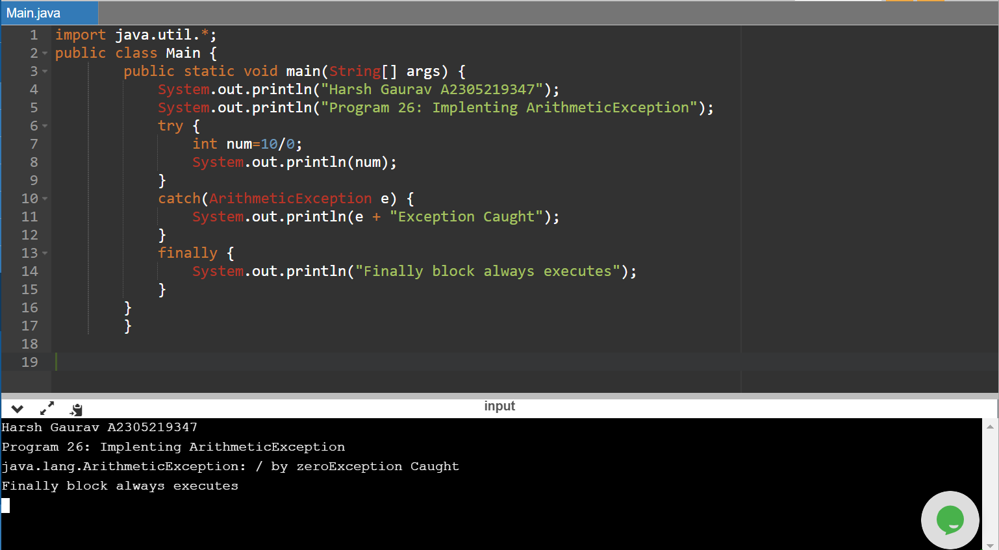 Main.java
1 import java.util.*;
2 public class Main {
3 public static void main(String[] args) {
4 System.out.println("Harsh Gaurav A2305219347");
5 System.out.println("Program 26: Implenting ArithmeticException");
6 try {
7 int num=10/0;
8 System.out.println(num);
9 }
10 catch(ArithmeticException e) {
11 System.out.println(e + "Exception Caught");
12 }
13 finally {
14 System.out.println("Finally block always executes");
15 }
16 }
17 }
18
19
input
Harsh Gaurav A2305219347
Program 26: Implenting ArithmeticException
java.lang.ArithmeticException: / by zeroException Caught
Finally block always executes